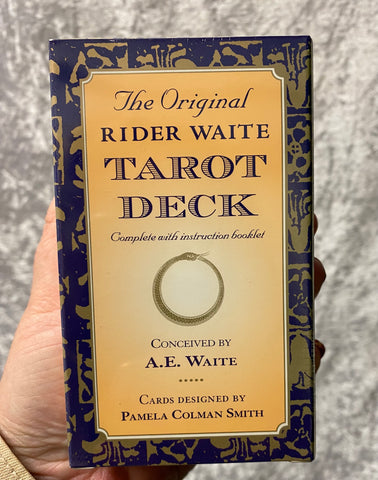 The Original
RIDER WAITE
TAROT
DECK
Complete with instruction booklet
CONCEIVED BY
A.E. WAITE
*****
CARDS DESIGNED BY
PAMELA COLMAN SMITH